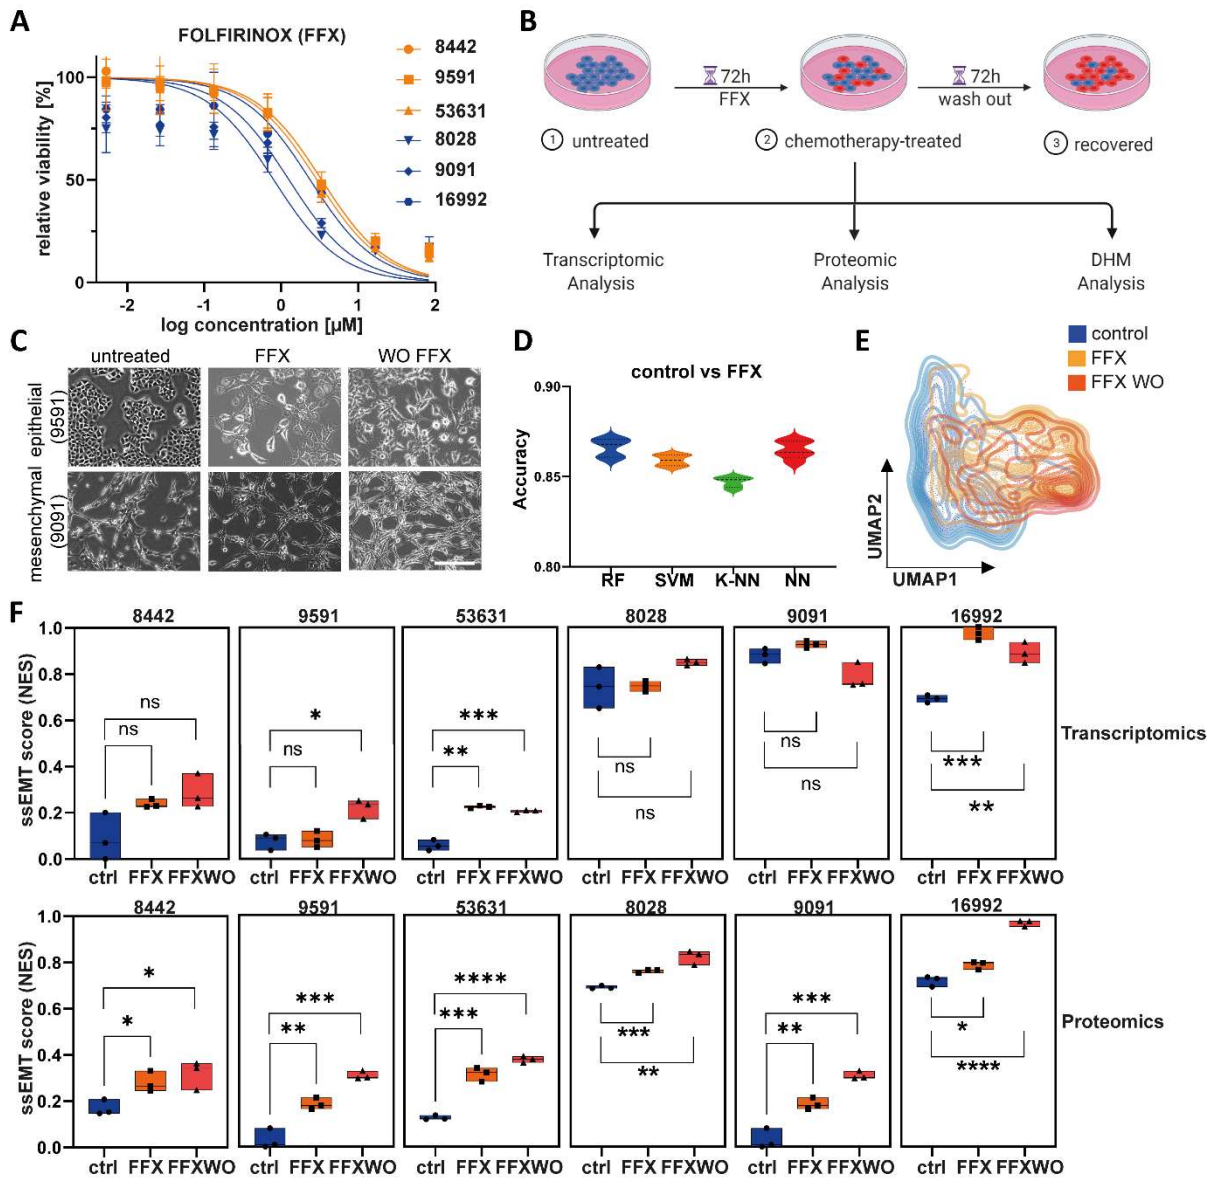 A
FOLFIRINOX (FFX)
relative viability [%]
100
50
0
-2 -1 0 1 2
log concentration [µM]
8442
9591
53631
8028
9091
16992
B
72h
FFX
72h
wash out
1 untreated
2 chemotherapy-treated
3 recovered
Transcriptomic
Analysis
Proteomic
Analysis
DHM
Analysis
C
untreated FFX WO FFX
epithelial
(9591)
mesenchymal
(9091)
D
control vs FFX
Accuracy
0.90
0.85
0.80
RF SVM K-NN NN
E
control
FFX
FFX WO
UMAP2
UMAP1
F
8442 9591 53631 8028 9091 16992
ssEMT score (NES)
1.0
0.8
0.6
0.4
0.2
0.0
ns
ns
*
ns
***
**
ns
ns
ns
ns
***
**
Transcriptomics
ctrl FFX FFXWO ctrl FFX FFXWO ctrl FFX FFXWO ctrl FFX FFXWO ctrl FFX FFXWO ctrl FFX FFXWO
8442 9591 53631 8028 9091 16992
ssEMT score (NES)
1.0
0.8
0.6
0.4
0.2
0.0
*
*
***
**
****
***
***
**
***
**
*
****
Proteomics
ctrl FFX FFXWO ctrl FFX FFXWO ctrl FFX FFXWO ctrl FFX FFXWO ctrl FFX FFXWO ctrl FFX FFXWO